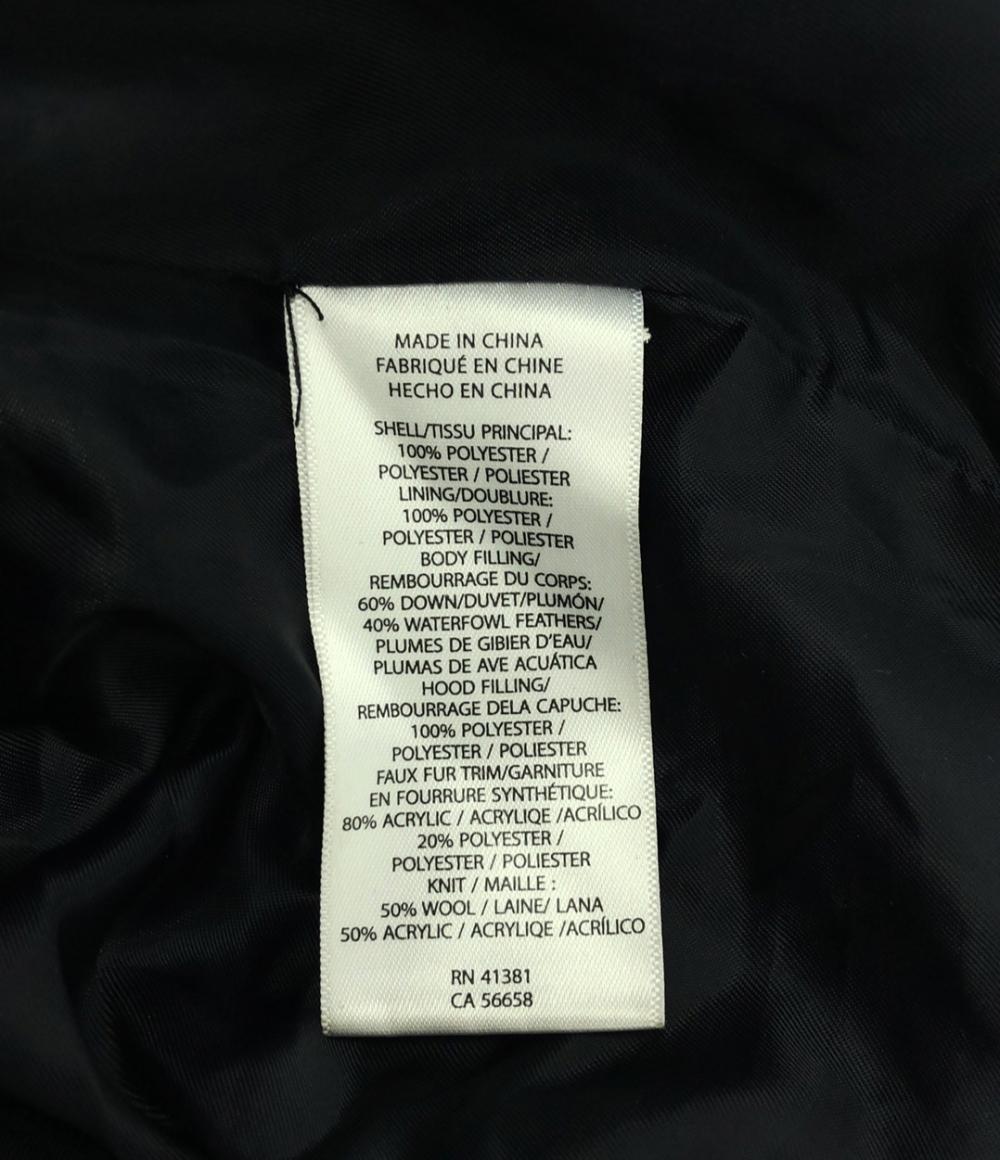 MADE IN CHINA
FABRIQUÉ EN CHINE
HECHO EN CHINA
SHELL/TISSU PRINCIPAL:
100% POLYESTER /
POLYESTER / POLIESTER
LINING/DOUBLURE:
100% POLYESTER /
POLYESTER / POLIESTER
BODY FILLING/
REMBOURRAGE DU CORPS:
60% DOWN/DUVET/PLUMÓN/
40% WATERFOWL FEATHERS/
PLUMES DE GIBIER D'EAU/
PLUMAS DE AVE ACUÁTICA
HOOD FILLING/
REMBOURRAGE DELA CAPUCHE:
100% POLYESTER /
POLYESTER / POLIESTER
FAUX FUR TRIM/GARNITURE
EN FOURRURE SYNTHÉTIQUE:
80% ACRYLIC / ACRYLIQE /ACRÍLICO
20% POLYESTER /
POLYESTER / POLIESTER
KNIT / MAILLE :
50% WOOL / LAINE/ LANA
50% ACRYLIC / ACRYLIQE /ACRÍLICO
RN 41381
CA 56658